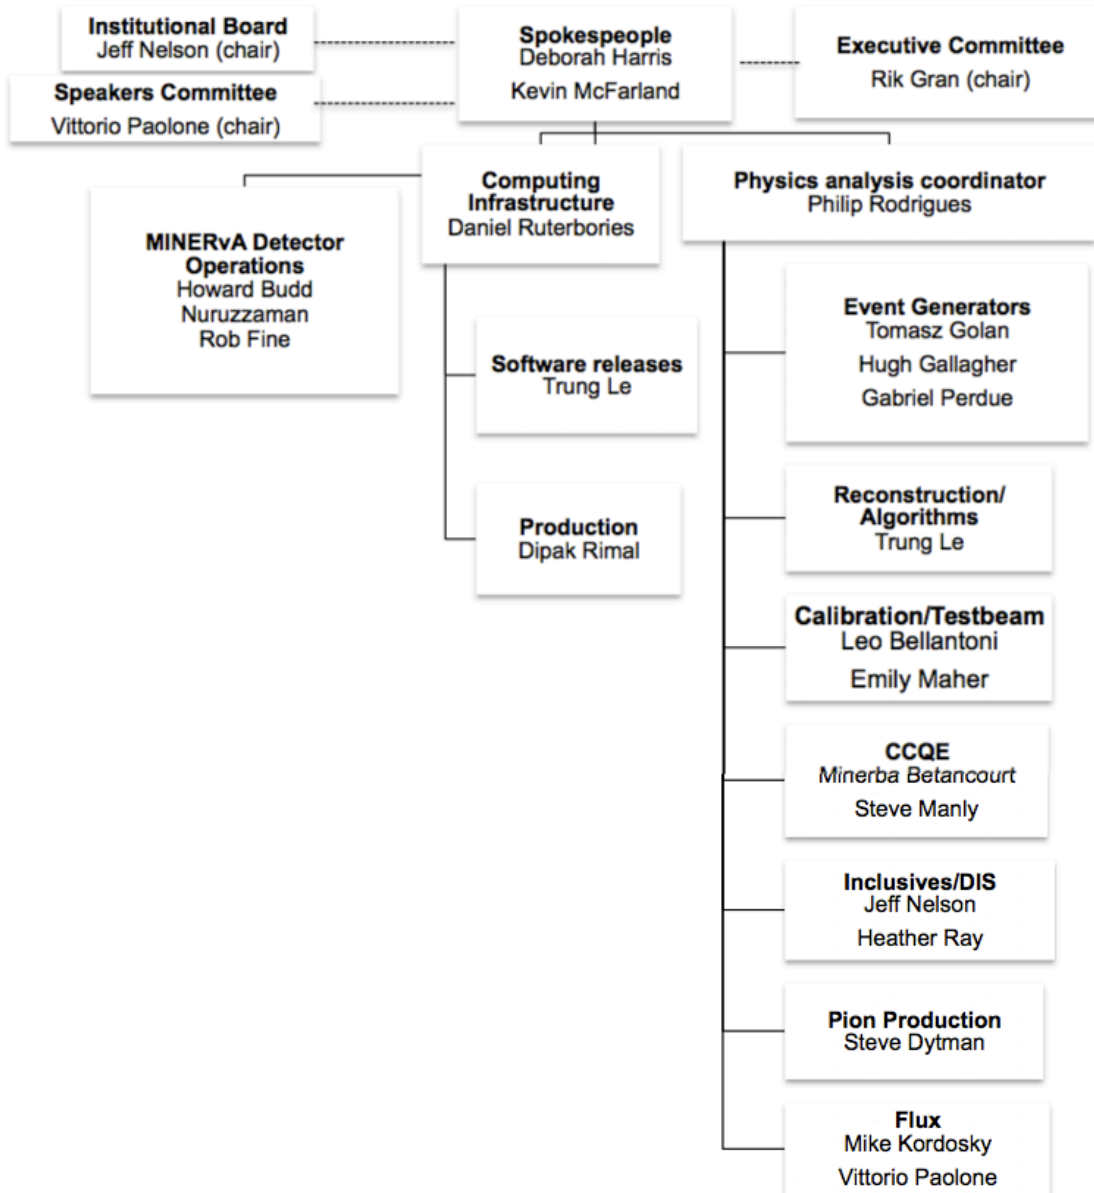 Institutional Board
Jeff Nelson (chair)
Speakers Committee
Vittorio Paolone (chair)
Spokespeople
Deborah Harris
Kevin McFarland
Executive Committee
Rik Gran (chair)
MINERvA Detector
Operations
Howard Budd
Nuruzzaman
Rob Fine
Computing
Infrastructure
Daniel Ruterbories
Software releases
Trung Le
Production
Dipak Rimal
Physics analysis coordinator
Philip Rodrigues
Event Generators
Tomasz Golan
Hugh Gallagher
Gabriel Perdue
Reconstruction/
Algorithms
Trung Le
Calibration/Testbeam
Leo Bellantoni
Emily Maher
CCQE
Minerba Betancourt
Steve Manly
Inclusives/DIS
Jeff Nelson
Heather Ray
Pion Production
Steve Dytman
Flux
Mike Kordosky
Vittorio Paolone